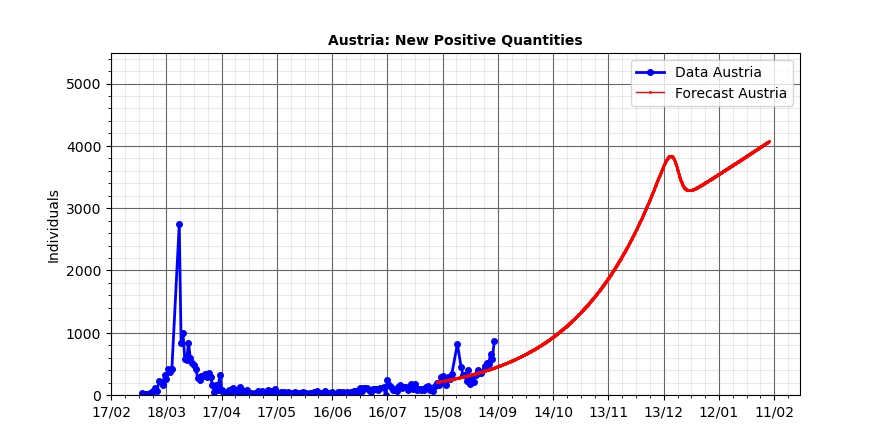 Austria: New Positive Quantities
Data Austria
Forecast Austria
Individuals
5000
4000
3000
2000
1000
0
17/02 18/03 17/04 17/05 16/06 16/07 15/08 14/09 14/10 13/11 13/12 12/01 11/02